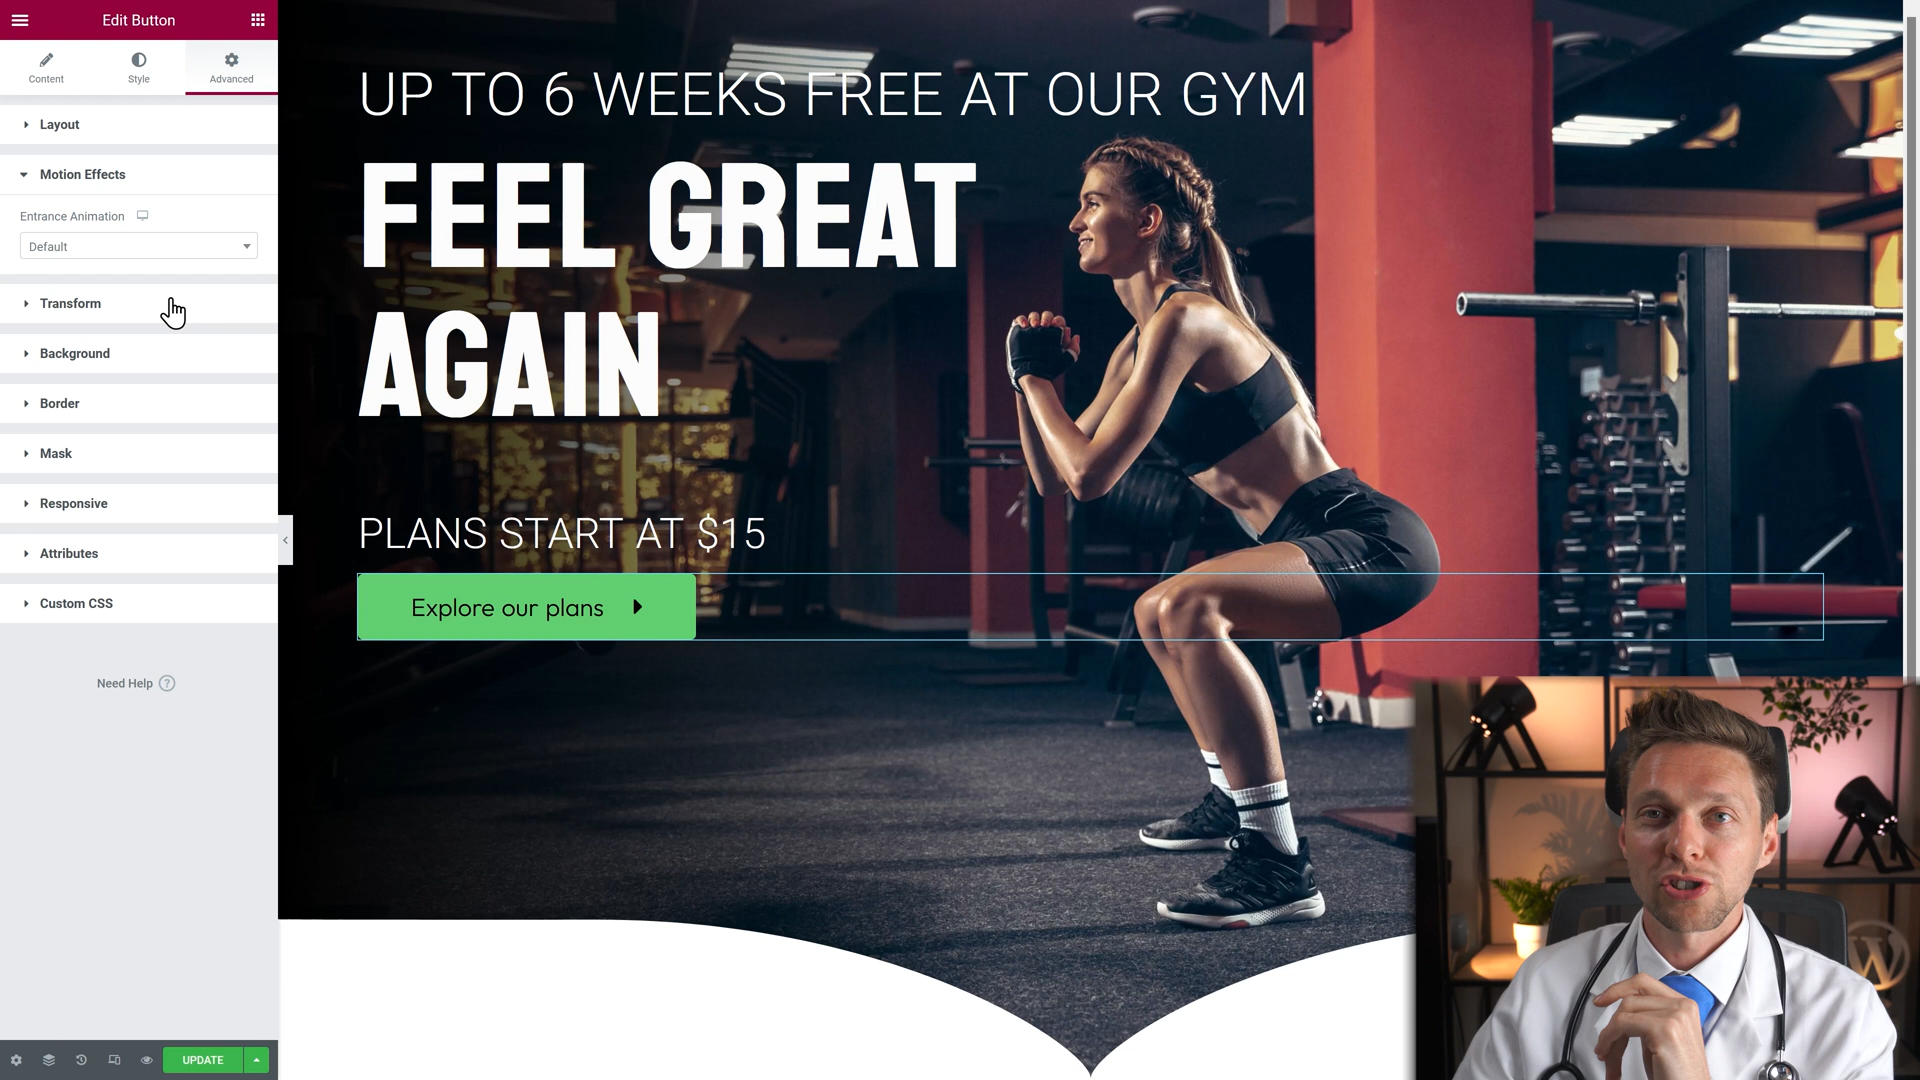 Edit Button
Content
Style
Advanced
Layout
Motion Effects
Entrance Animation
Default
Transform
Background
Border
Mask
Responsive
Attributes
Custom CSS
Need Help ?
UPDATE
UP TO 6 WEEKS FREE AT OUR GYM
FEEL GREAT
AGAIN
PLANS START AT $15
Explore our plans